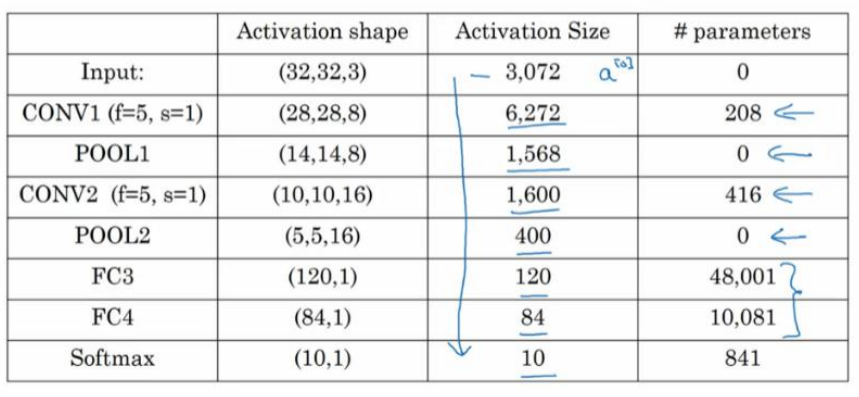 Activation shape Activation Size # parameters
Input: (32,32,3) — 3,072 a^[0] 0
CONV1 (f=5, s=1) (28,28,8) 6,272 208 ←
POOL1 (14,14,8) 1,568 0 ←
CONV2 (f=5, s=1) (10,10,16) 1,600 416 ←
POOL2 (5,5,16) 400 0 ←
FC3 (120,1) 120 48,001
FC4 (84,1) 84 10,081
Softmax (10,1) 10 841